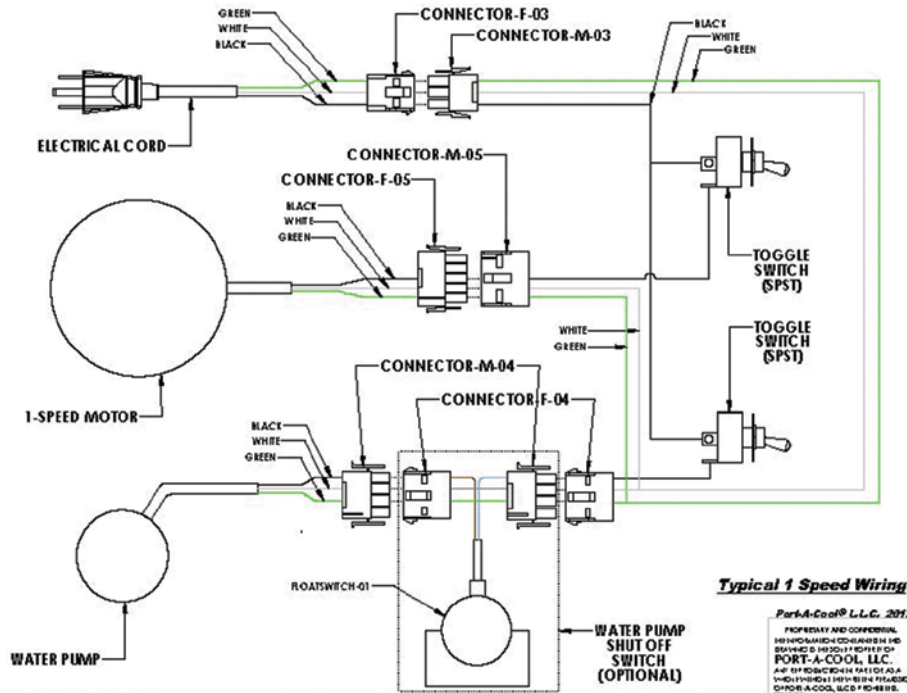 GREEN
WHITE
BLACK
CONNECTOR-F-03
CONNECTOR-M-03
BLACK
WHITE
GREEN
ELECTRICAL CORD
CONNECTOR-M-05
CONNECTOR-F-05
BLACK
WHITE
GREEN
TOGGLE
SWITCH
(SPST)
WHITE
GREEN
TOGGLE
SWITCH
(SPST)
1-SPEED MOTOR
CONNECTOR-M-04
CONNECTOR-F-04
BLACK
WHITE
GREEN
FLOATSWITCH-01
WATER PUMP
WATER PUMP
SHUT OFF
SWITCH
(OPTIONAL)
Typical 1 Speed Wiring
Port-A-Cool® L.L.C. 201
PROPRIETARY AND CONFIDENTIAL
PORT-A-COOL, LLC.